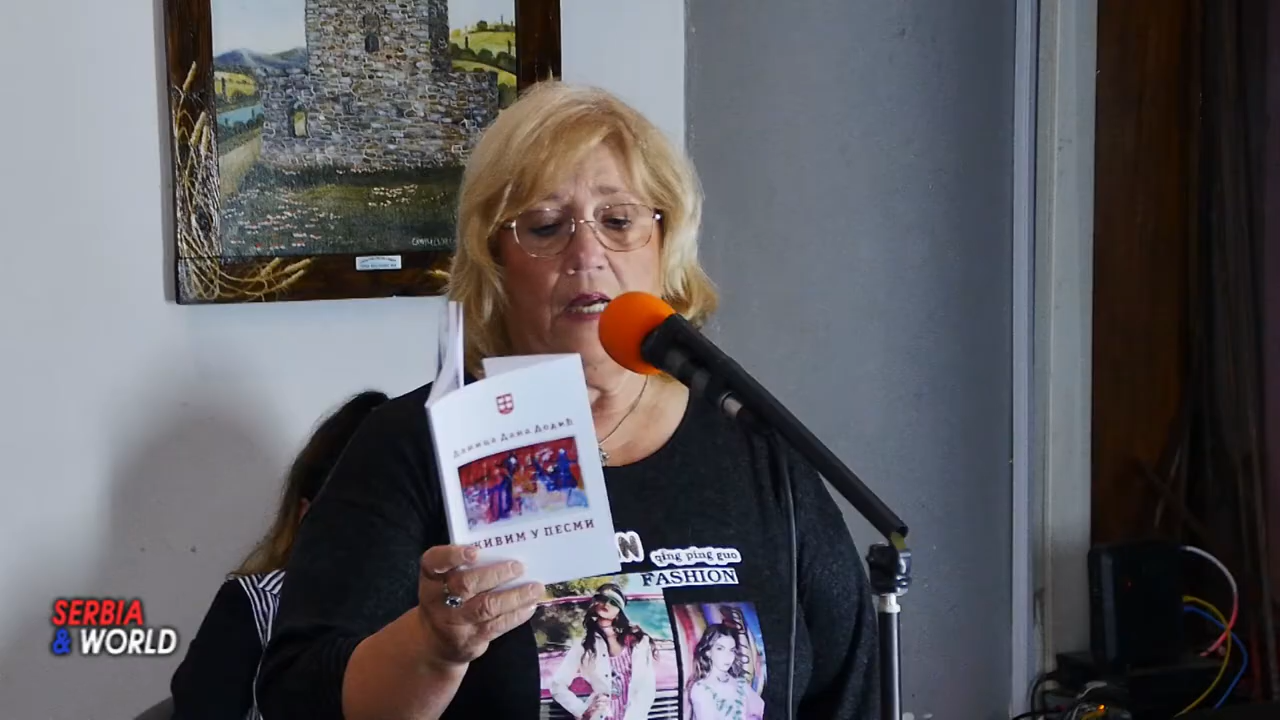 Даница Дана Додић
ЖИВИМ У ПЕСМИ
N
qing ping guo
FASHION
SERBIA
& WORLD